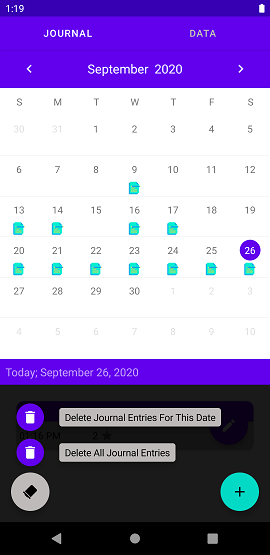 1:19
JOURNAL DATA
September 2020
S M T W T F S
30 31 1 2 3 4 5
6 7 8 9 10 11 12
13 14 15 16 17 18 19
20 21 22 23 24 25 26
27 28 29 30 1 2 3
4 5 6 7 8 9 10
Today; September 26, 2020
Delete Journal Entries For This Date
PM 2
Delete All Journal Entries